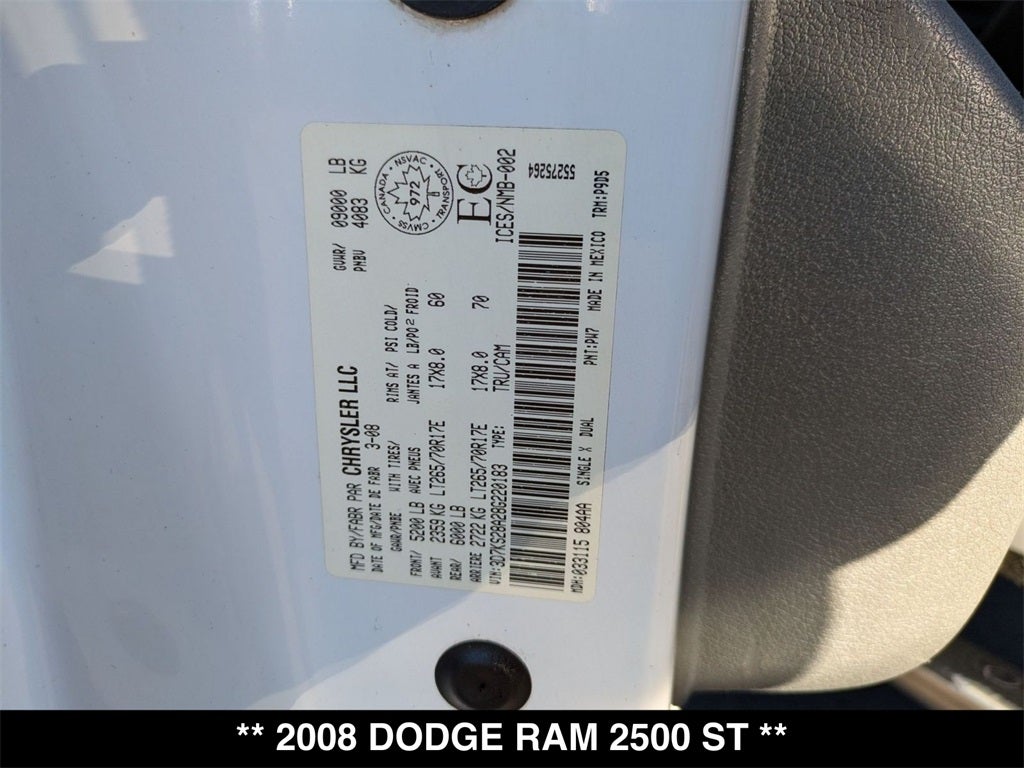 MFD BY/FABR PAR CHRYSLER LLC
DATE OF MFG/DATE DE FABR 3-08
GVWR/ 09000 LB
PNBV 4083 KG
GAWR/PNBE WITH TIRES/ RIMS AT/ PSI COLD/
AVEC PNEUS JANTES A LB/PO² FROID
FRONT/ 5200 LB
AVANT 2359 KG LT265/70R17E 17X8.0 60
REAR/ 6000 LB
ARRIERE 2722 KG LT265/70R17E 17X8.0 70
VIN:3D7KS28A28G220183 TYPE: TRU/CAM
CANADA · NSVAC · TRANSPORT · CMVSS
972
EC
ICES/NMB-002
55275264
MDH:033115 804AA SINGLE X DUAL
PNT:PW7 MADE IN MEXICO TRM:P9D5
** 2008 DODGE RAM 2500 ST **